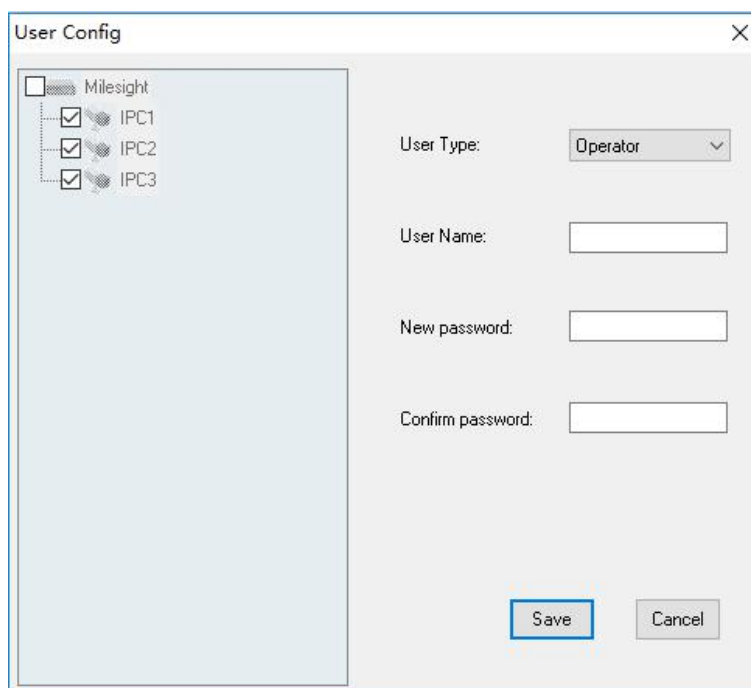 User Config
Milesight
IPC1
IPC2
IPC3
User Type:
Operator
User Name:
New password:
Confirm password:
Save
Cancel